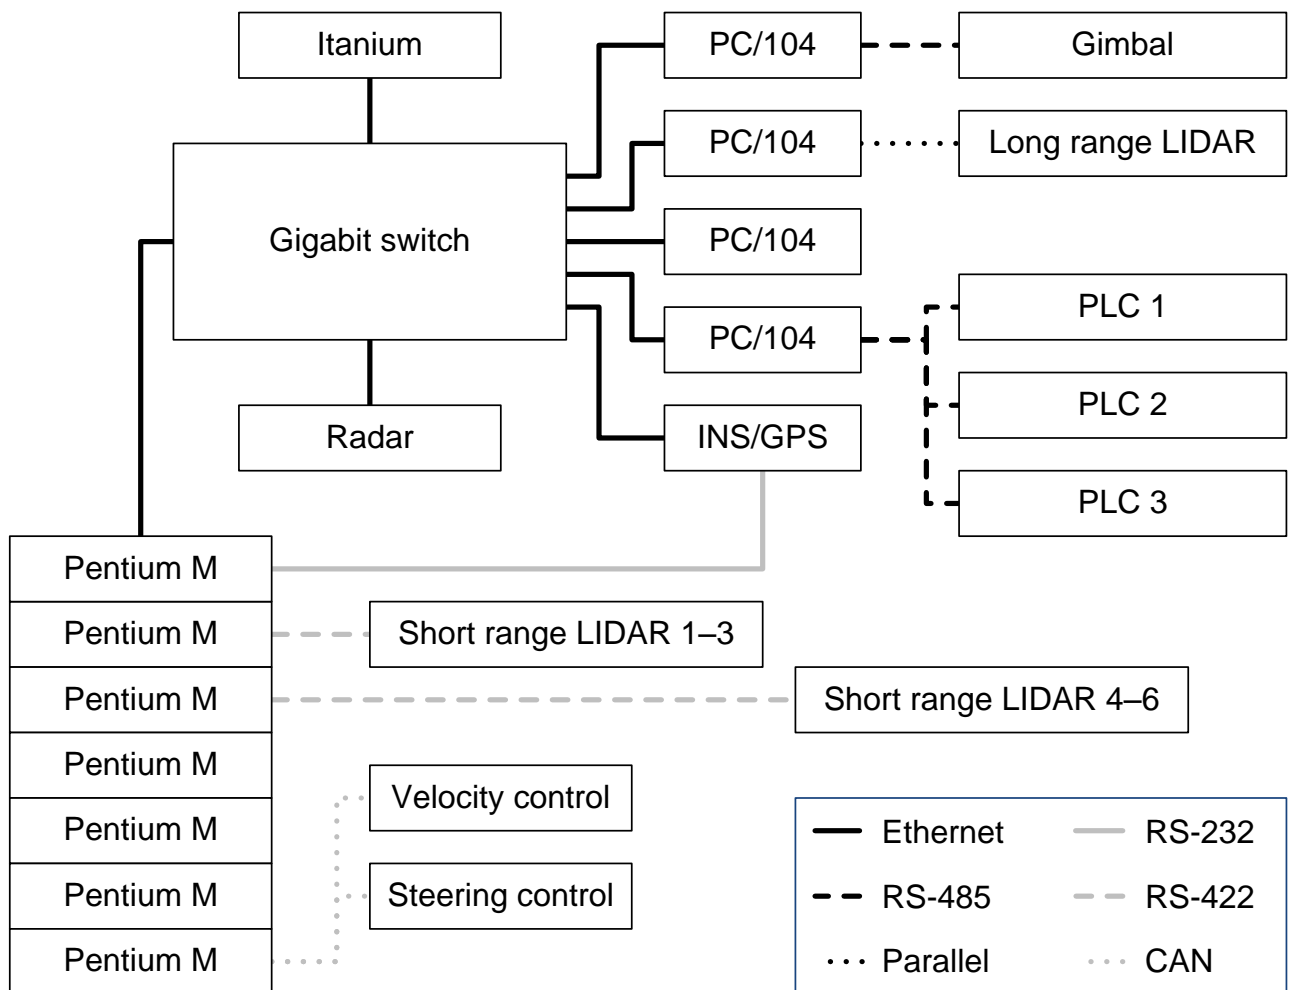 Itanium
PC/104
Gimbal
PC/104
Long range LIDAR
Gigabit switch
PC/104
PC/104
PLC 1
PLC 2
Radar
INS/GPS
PLC 3
Pentium M
Pentium M
Short range LIDAR 1–3
Pentium M
Short range LIDAR 4–6
Pentium M
Velocity control
Pentium M
Pentium M
Steering control
Pentium M
Ethernet
RS-232
RS-485
RS-422
Parallel
CAN